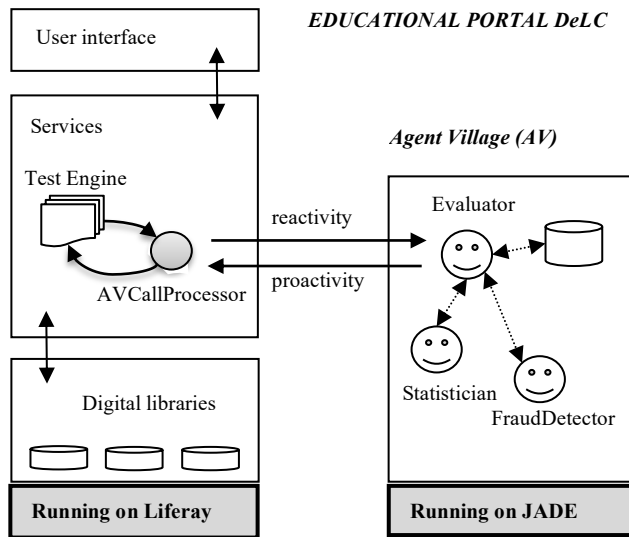 User interface
EDUCATIONAL PORTAL DeLC
Services
Test Engine
AVCallProcessor
reactivity
proactivity
Agent Village (AV)
Evaluator
Statistician
FraudDetector
Digital libraries
Running on Liferay
Running on JADE